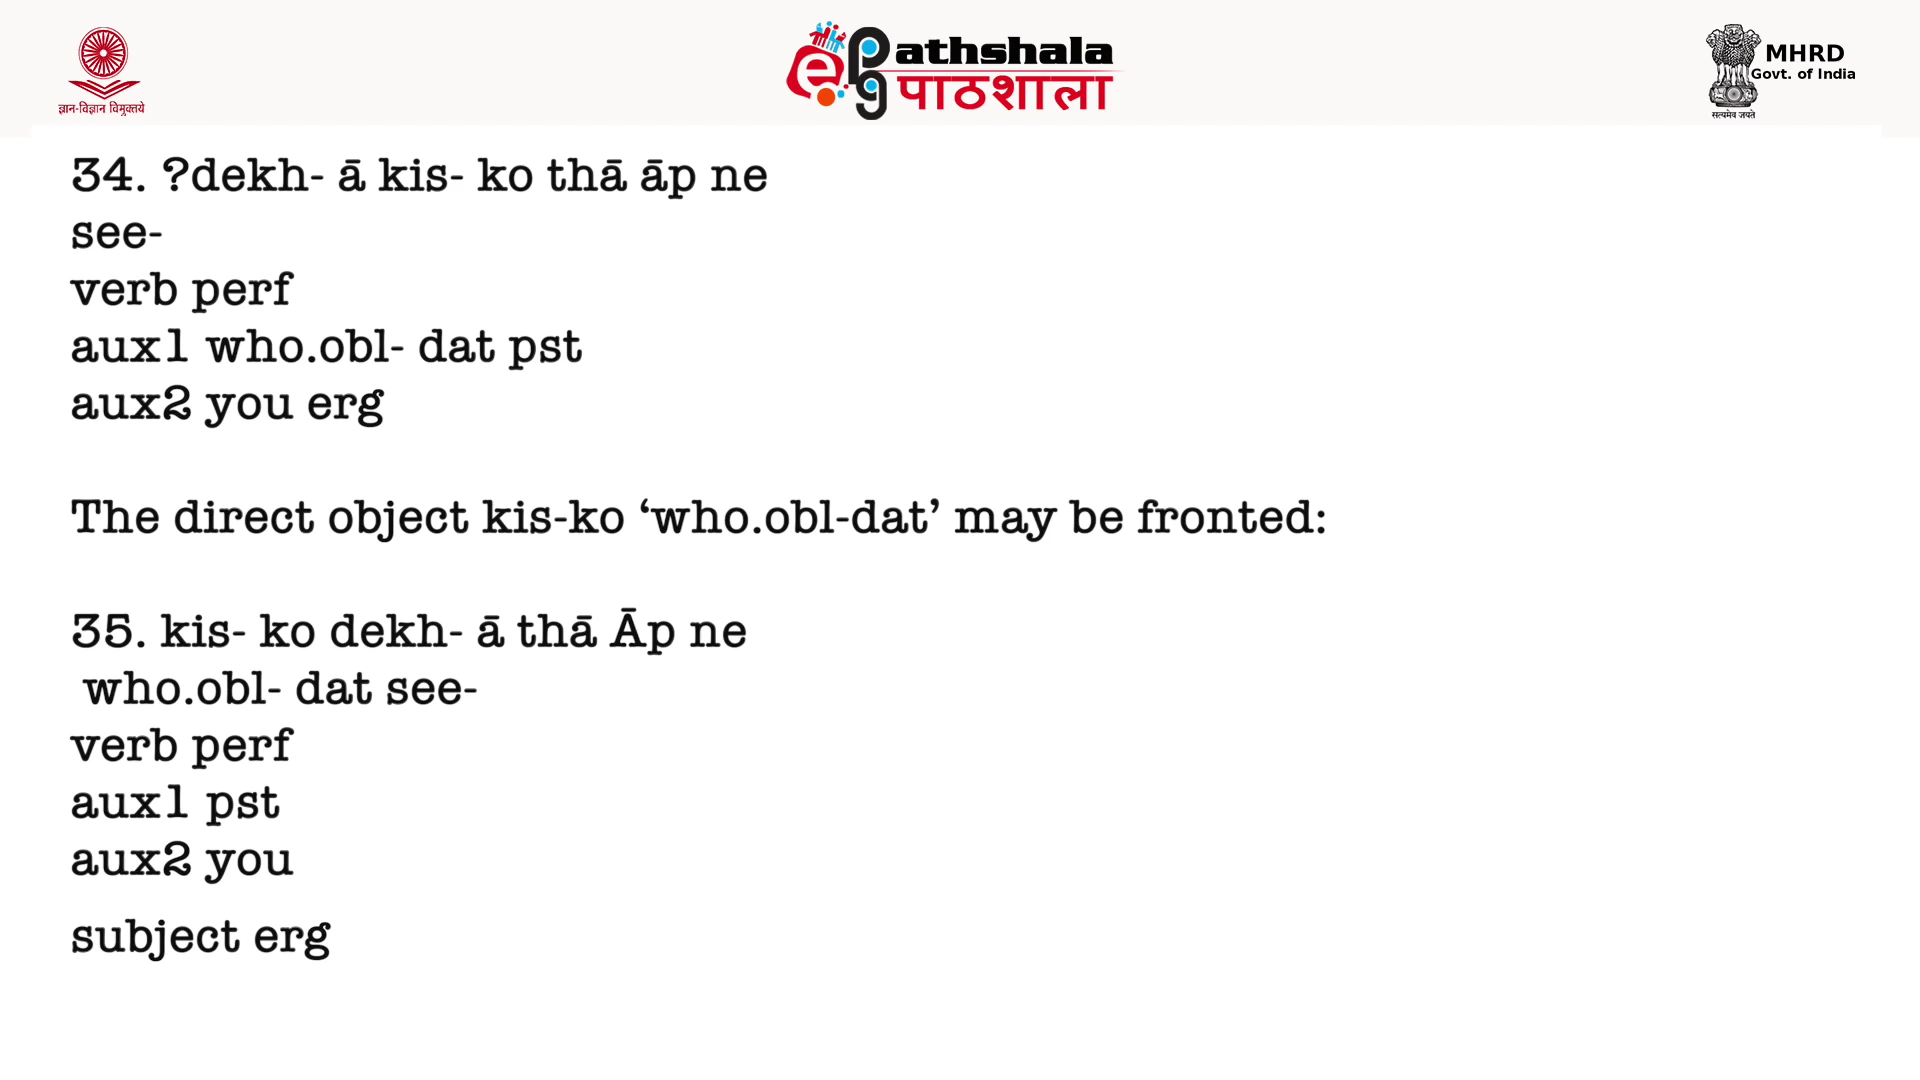 ज्ञान-विज्ञान विमुक्तये
e Pg athshala
पाठशाला
MHRD
Govt. of India
सत्यमेव जयते
34. ?dekh- ā kis- ko thā āp ne
see-
verb perf
aux1 who.obl- dat pst
aux2 you erg
The direct object kis-ko ‘who.obl-dat’ may be fronted:
35. kis- ko dekh- ā thā Āp ne
who.obl- dat see-
verb perf
aux1 pst
aux2 you
subject erg